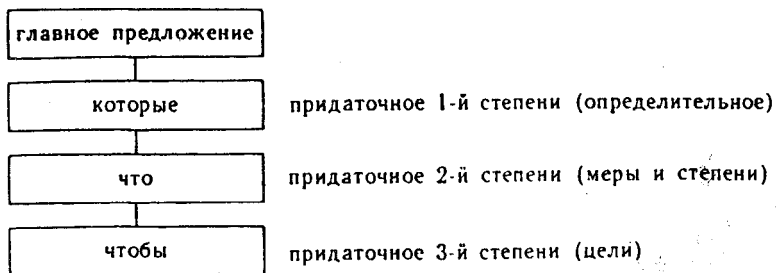 главное предложение
которые придаточное 1-й степени (определительное)
что придаточное 2-й степени (меры и степени)
чтобы придаточное 3-й степени (цели)